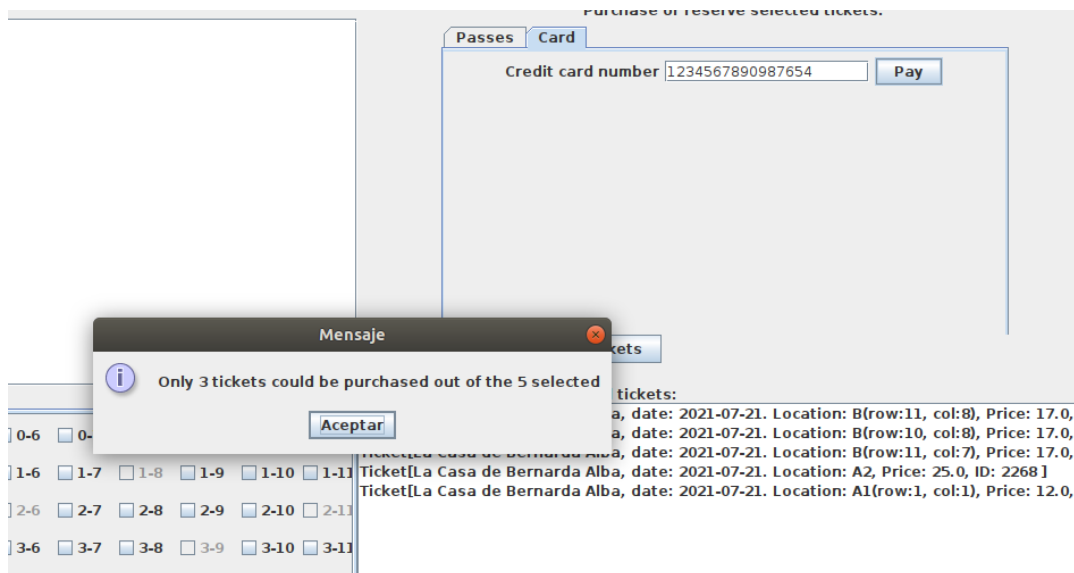 Purchase or reserve selected tickets:
Passes Card
Credit card number 1234567890987654 Pay
Mensaje
Only 3 tickets could be purchased out of the 5 selected
Aceptar
kets
tickets:
a, date: 2021-07-21. Location: B(row:11, col:8), Price: 17.0,
a, date: 2021-07-21. Location: B(row:10, col:8), Price: 17.0,
Ticket[La Casa de Bernarda Alba, date: 2021-07-21. Location: B(row:11, col:7), Price: 17.0,
Ticket[La Casa de Bernarda Alba, date: 2021-07-21. Location: A2, Price: 25.0, ID: 2268 ]
Ticket[La Casa de Bernarda Alba, date: 2021-07-21. Location: A1(row:1, col:1), Price: 12.0,
0-6 0-
1-6 1-7 1-8 1-9 1-10 1-11
2-6 2-7 2-8 2-9 2-10 2-11
3-6 3-7 3-8 3-9 3-10 3-11